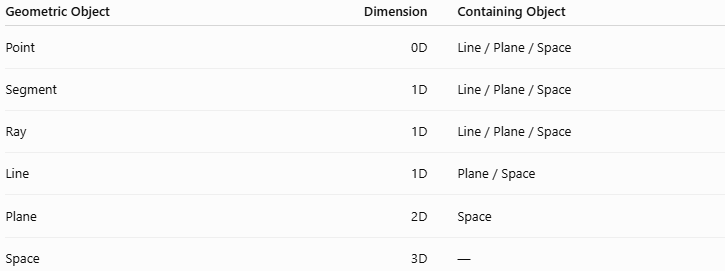 Geometric Object Dimension Containing Object
Point 0D Line / Plane / Space
Segment 1D Line / Plane / Space
Ray 1D Line / Plane / Space
Line 1D Plane / Space
Plane 2D Space
Space 3D —